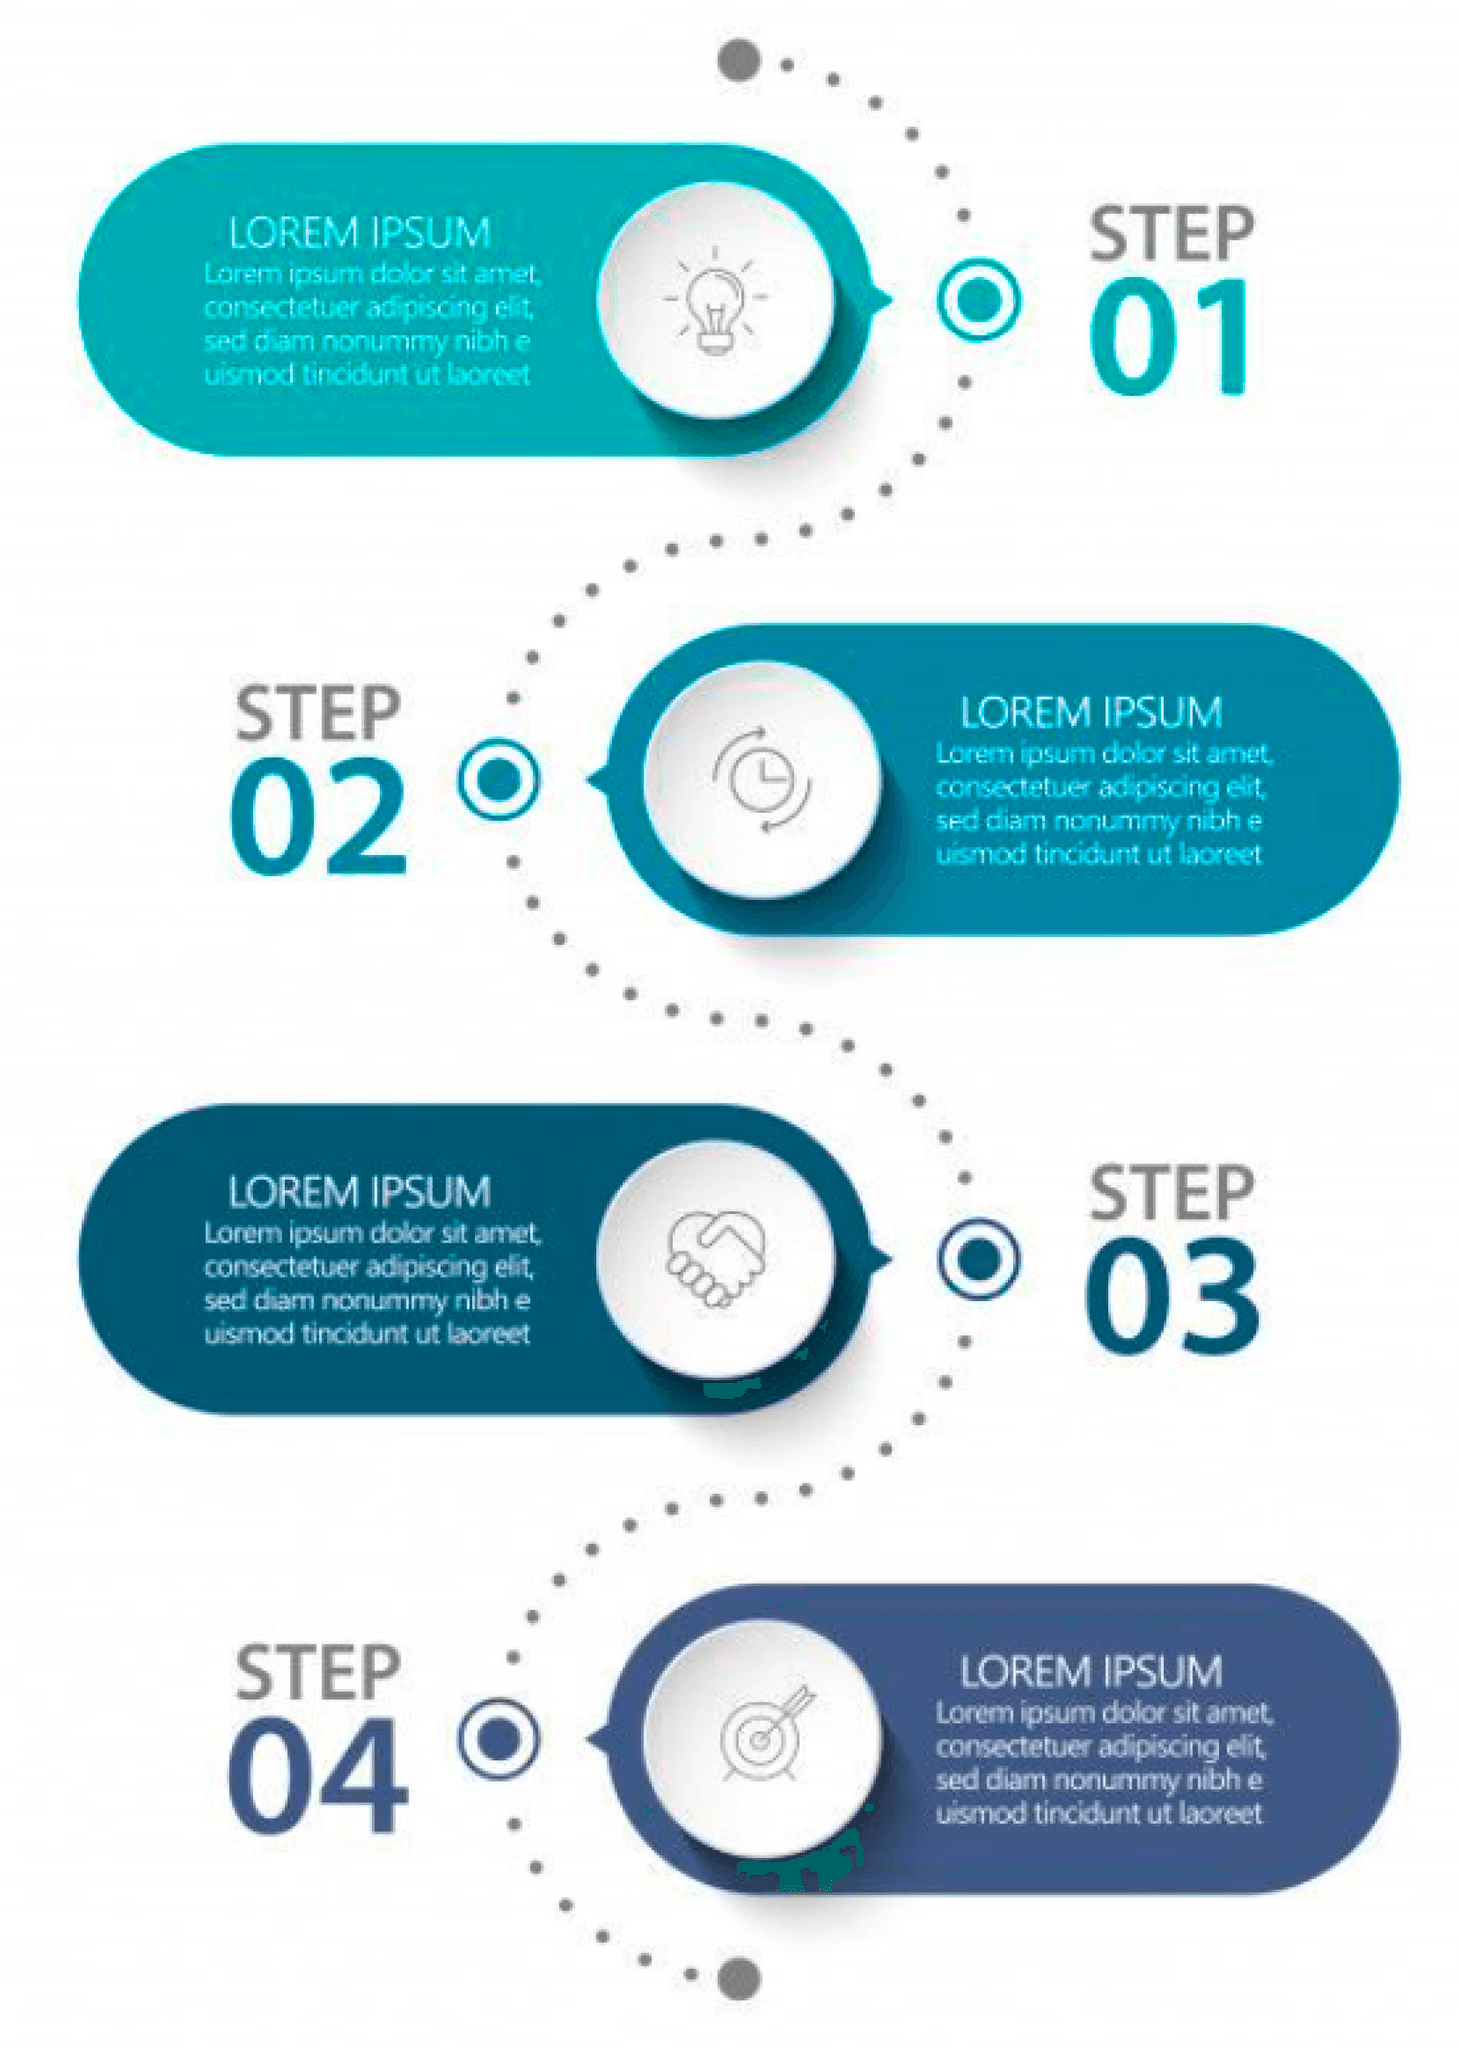 LOREM IPSUM
Lorem ipsum dolor sit amet,
consectetuer adipiscing elit,
sed diam nonummy nibh e
uismod tincidunt ut laoreet
STEP
01
STEP
02
LOREM IPSUM
Lorem ipsum dolor sit amet,
consectetuer adipiscing elit,
sed diam nonummy nibh e
uismod tincidunt ut laoreet
LOREM IPSUM
Lorem ipsum dolor sit amet,
consectetuer adipiscing elit,
sed diam nonummy nibh e
uismod tincidunt ut laoreet
STEP
03
STEP
04
LOREM IPSUM
Lorem ipsum dolor sit amet,
consectetuer adipiscing elit,
sed diam nonummy nibh e
uismod tincidunt ut laoreet